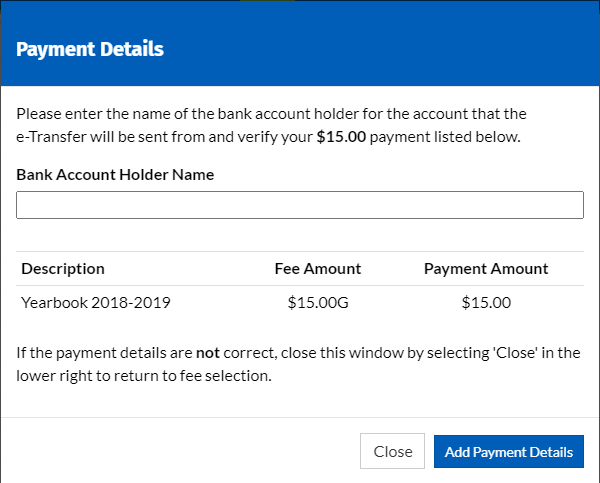 Payment Details
Please enter the name of the bank account holder for the account that the
e-Transfer will be sent from and verify your $15.00 payment listed below.
Bank Account Holder Name
Description Fee Amount Payment Amount
Yearbook 2018-2019 $15.00G $15.00
If the payment details are not correct, close this window by selecting 'Close' in the
lower right to return to fee selection.
Close Add Payment Details